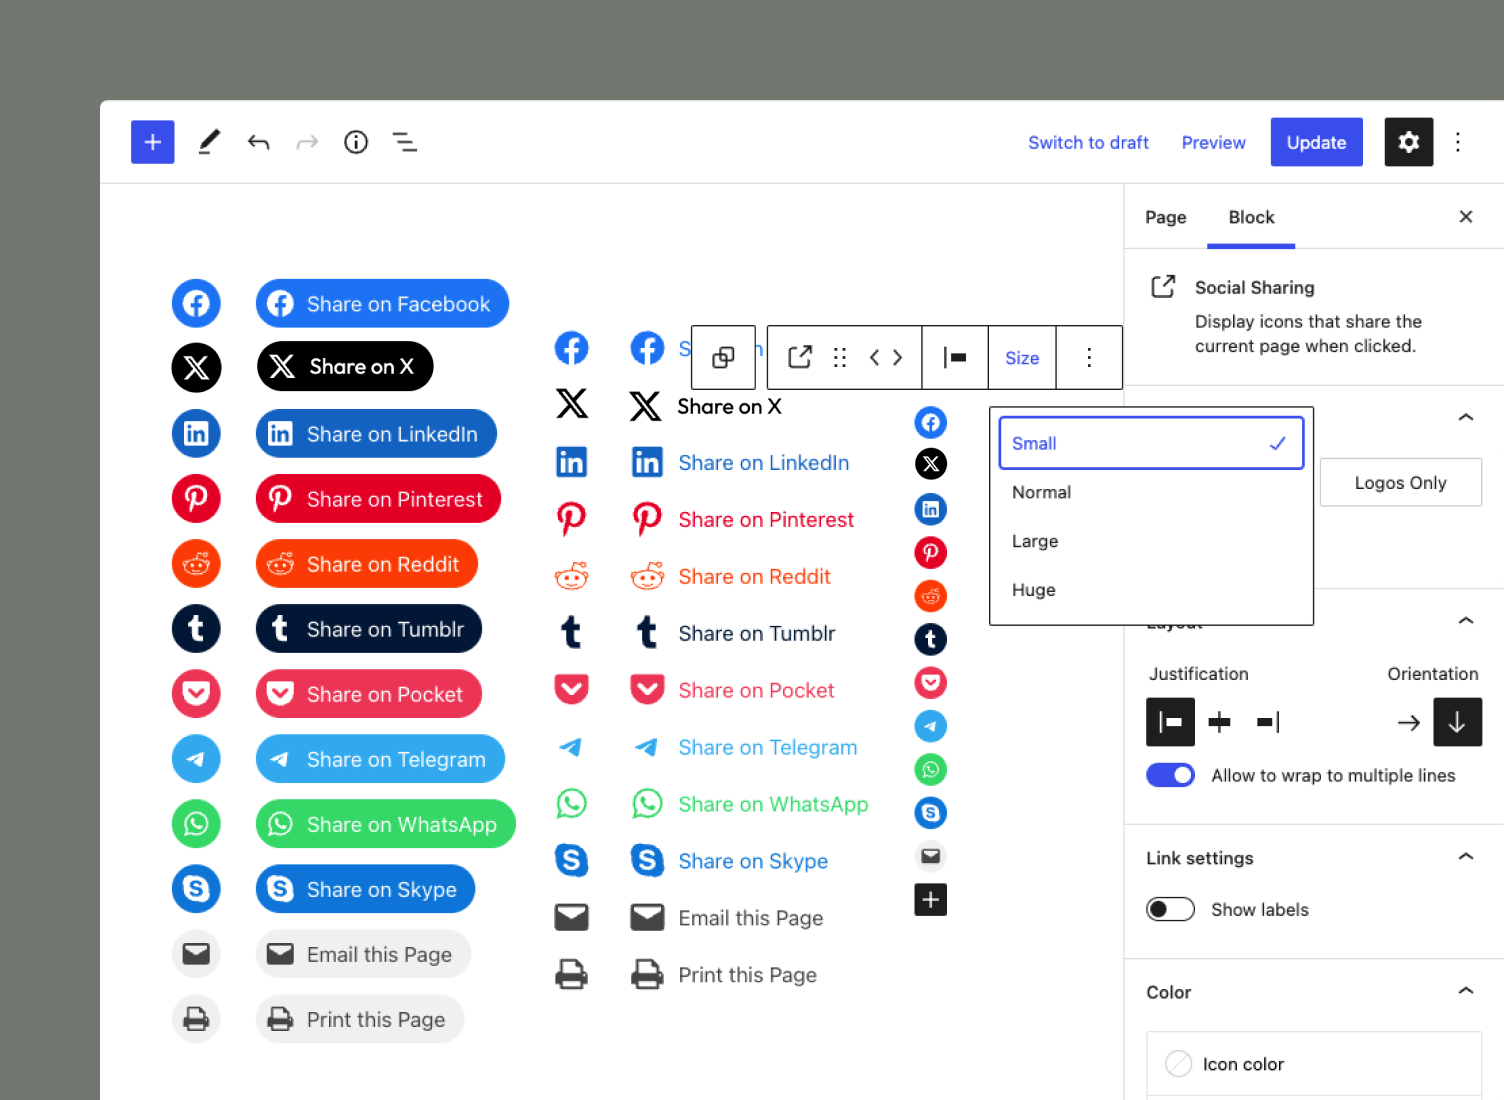 Switch to draft
Preview
Update
Page
Block
Social Sharing
Display icons that share the
current page when clicked.
Share on Facebook
Share on X
Share on LinkedIn
Share on Pinterest
Share on Reddit
Share on Tumblr
Share on Pocket
Share on Telegram
Share on WhatsApp
Share on Skype
Email this Page
Print this Page
Share on X
Share on LinkedIn
Share on Pinterest
Share on Reddit
Share on Tumblr
Share on Pocket
Share on Telegram
Share on WhatsApp
Share on Skype
Email this Page
Print this Page
Size
Small
Normal
Large
Huge
Logos Only
Layout
Justification
Orientation
Allow to wrap to multiple lines
Link settings
Show labels
Color
Icon color